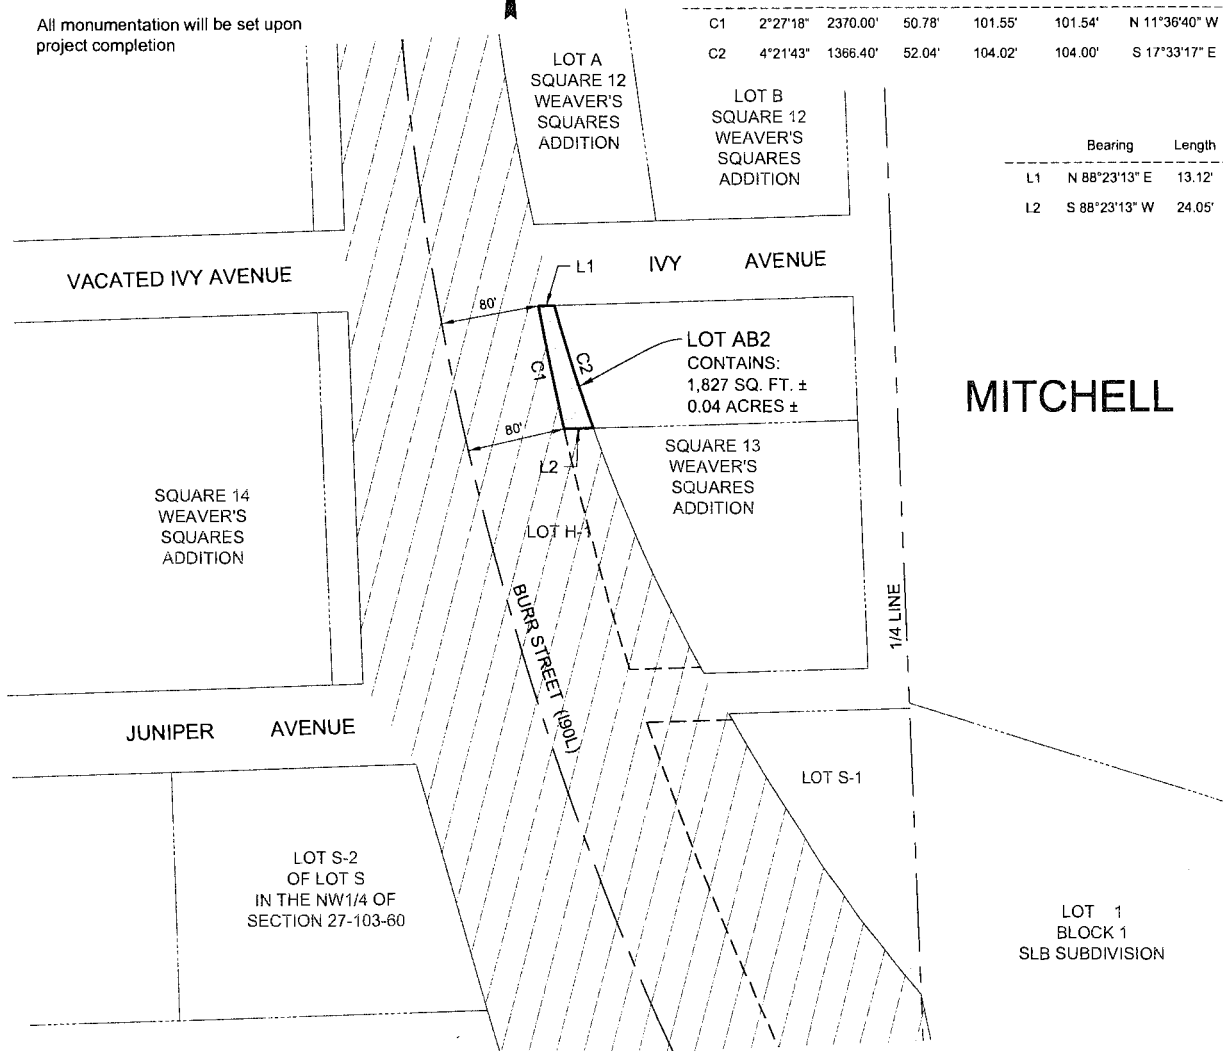 All monumentation will be set upon
project completion
C1 2°27'18" 2370.00' 50.78' 101.55' 101.54' N 11°36'40" W
C2 4°21'43" 1366.40' 52.04' 104.02' 104.00' S 17°33'17" E
LOT A
SQUARE 12
WEAVER'S
SQUARES
ADDITION
LOT B
SQUARE 12
WEAVER'S
SQUARES
ADDITION
Bearing Length
L1 N 88°23'13" E 13.12'
L2 S 88°23'13" W 24.05'
VACATED IVY AVENUE
L1
IVY AVENUE
80'
C1
C2
LOT AB2
CONTAINS:
1,827 SQ. FT. ±
0.04 ACRES ±
MITCHELL
80'
L2
SQUARE 13
WEAVER'S
SQUARES
ADDITION
SQUARE 14
WEAVER'S
SQUARES
ADDITION
LOT H-1
BURR STREET (I90L)
1/4 LINE
JUNIPER AVENUE
LOT S-1
LOT S-2
OF LOT S
IN THE NW1/4 OF
SECTION 27-103-60
LOT 1
BLOCK 1
SLB SUBDIVISION